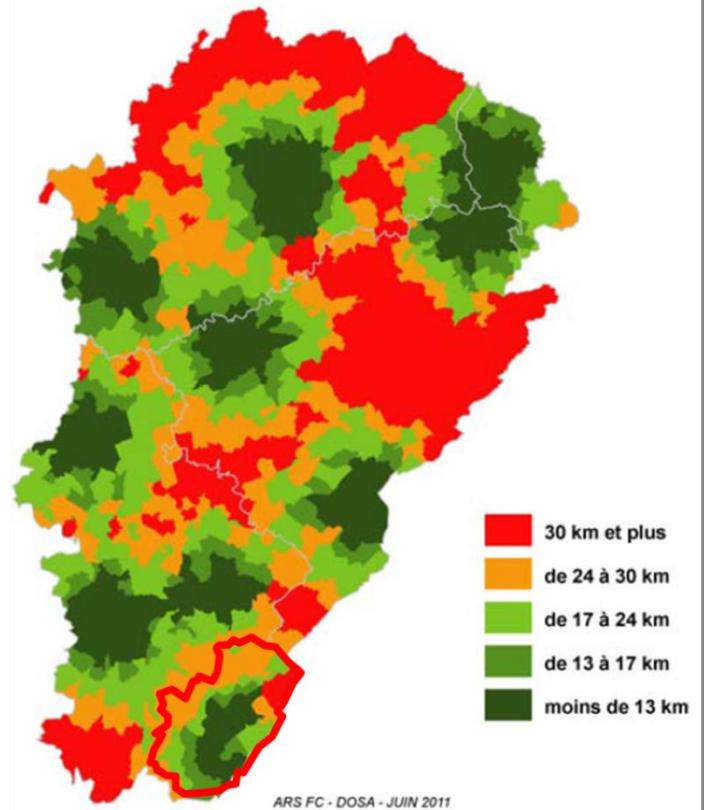 30 km et plus
de 24 à 30 km
de 17 à 24 km
de 13 à 17 km
moins de 13 km
ARS FC - DOSA - JUIN 2011